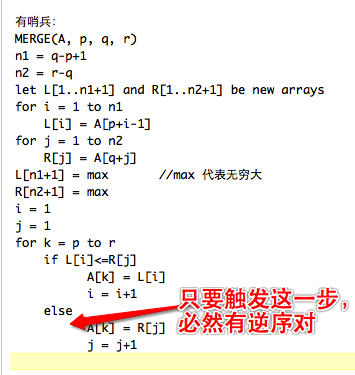 有哨兵：
MERGE(A, p, q, r)
n1 = q-p+1
n2 = r-q
let L[1..n1+1] and R[1..n2+1] be new arrays
for i = 1 to n1
    L[i] = A[p+i-1]
for j = 1 to n2
    R[j] = A[q+j]
L[n1+1] = max        //max 代表无穷大
R[n2+1] = max
i = 1
j = 1
for k = p to r
    if L[i]<=R[j]
        A[k] = L[i]
        i = i+1
    else
        A[k] = R[j]
        j = j+1
只要触发这一步，
必然有逆序对